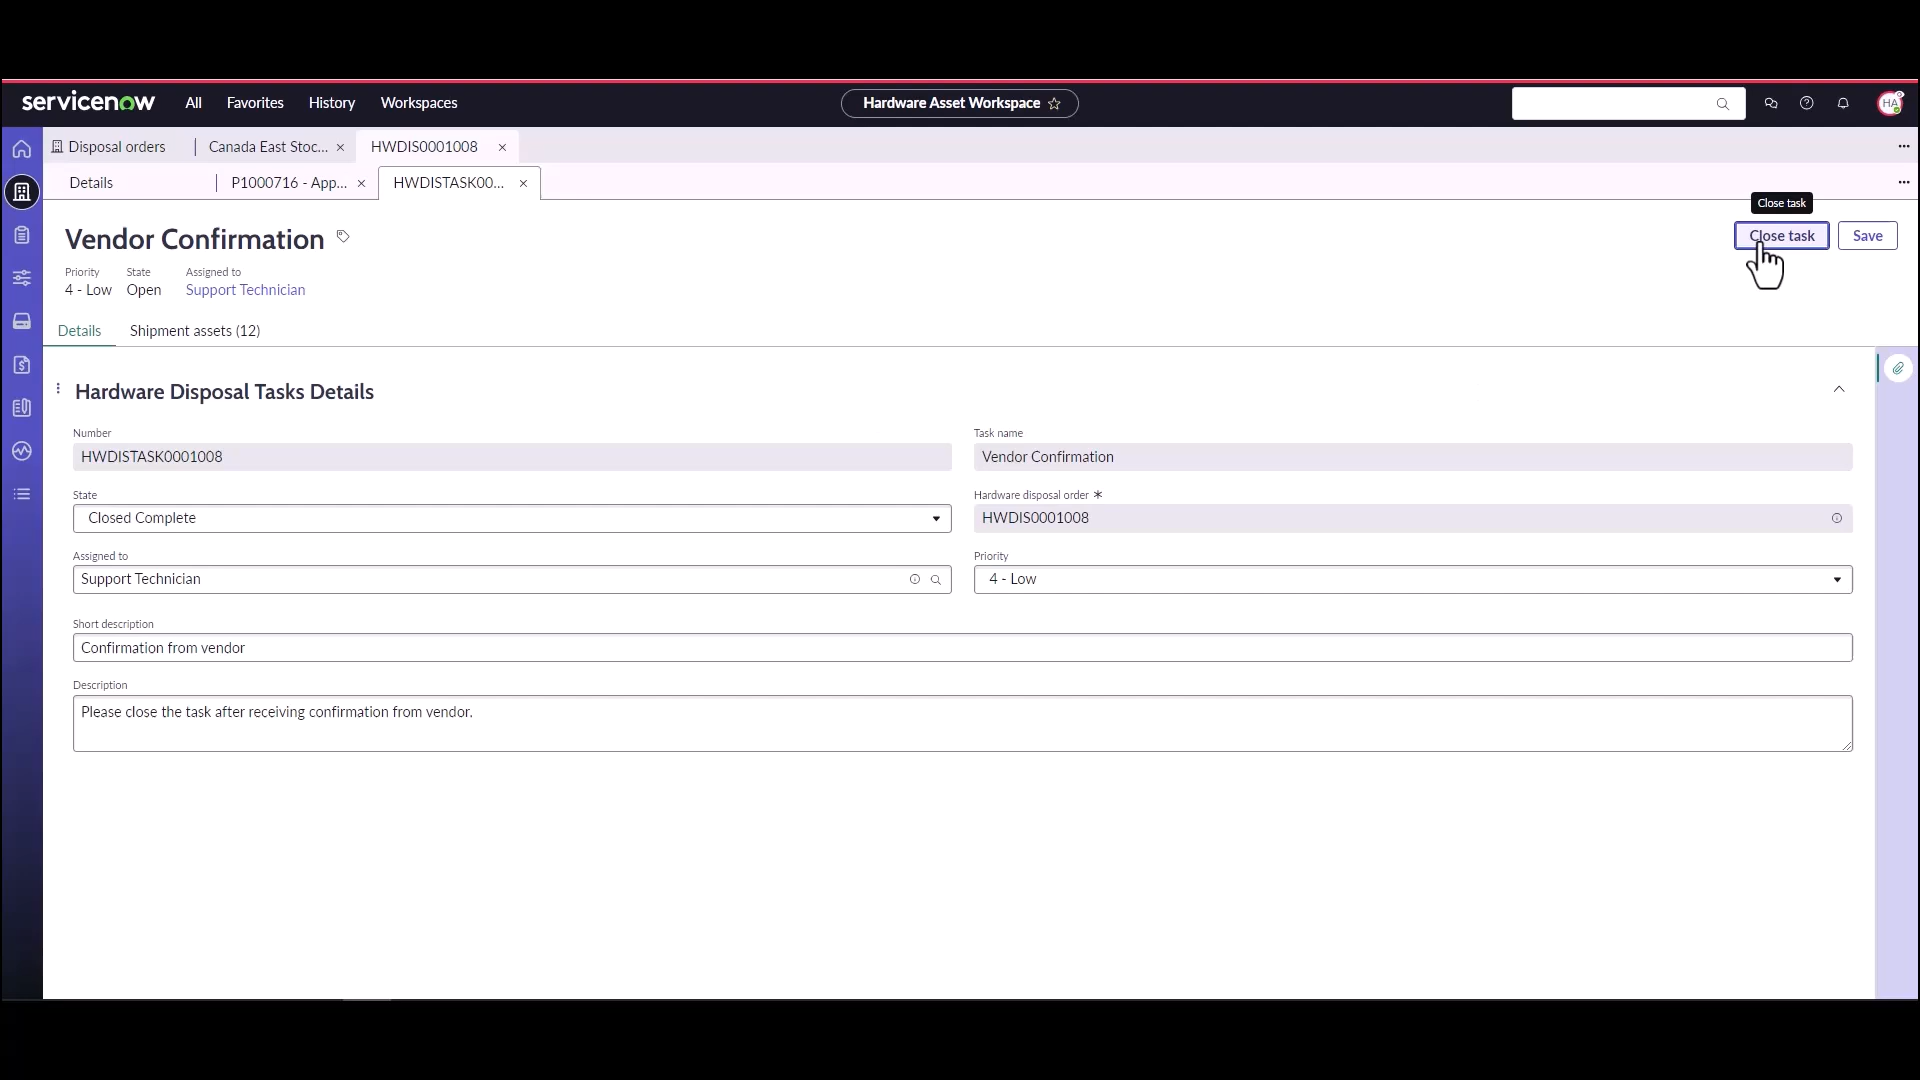 servicenow
All
Favorites
History
Workspaces
Hardware Asset Workspace
HA
Disposal orders
Canada East Stoc...
HWDIS0001008
Details
P1000716 - App...
HWDISTASK00...
Close task
Vendor Confirmation
Close task
Save
Priority
State
Assigned to
4 - Low
Open
Support Technician
Details
Shipment assets (12)
Hardware Disposal Tasks Details
Number
HWDISTASK0001008
Task name
Vendor Confirmation
State
Closed Complete
Hardware disposal order
HWDIS0001008
Assigned to
Support Technician
Priority
4 - Low
Short description
Confirmation from vendor
Description
Please close the task after receiving confirmation from vendor.